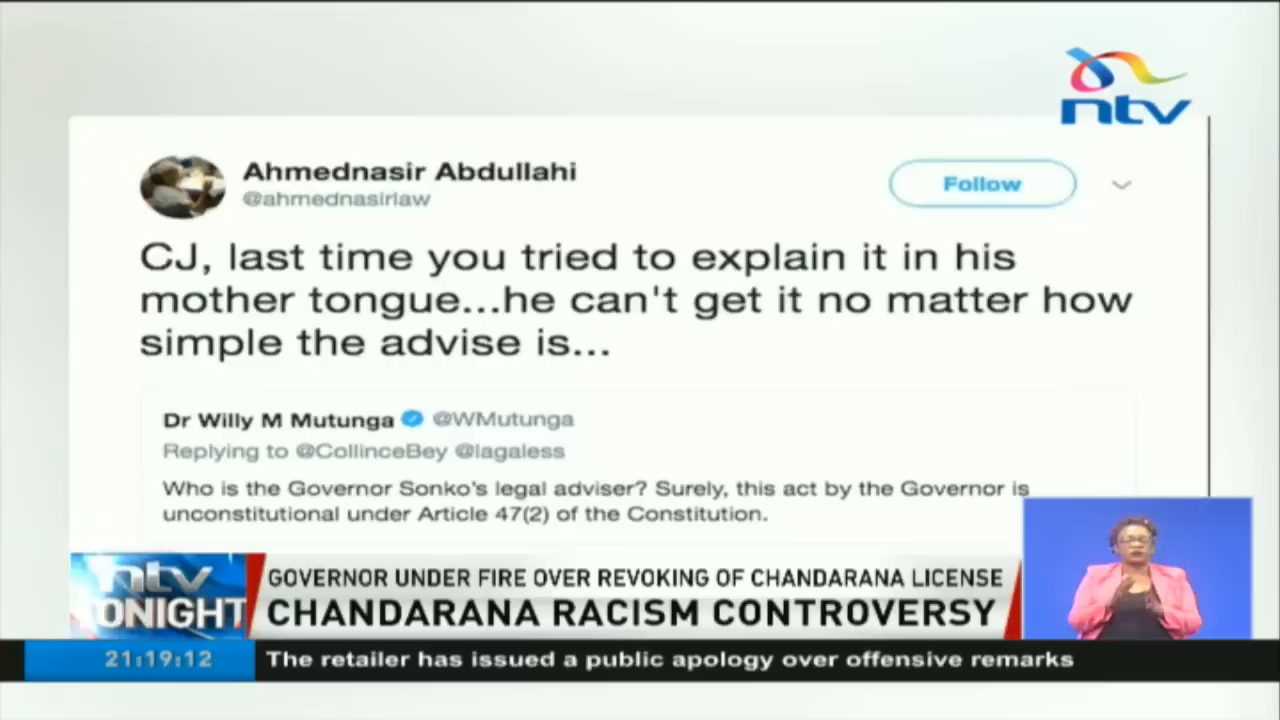 ntv
Ahmednasir Abdullahi
@ahmednasirlaw
Follow
CJ, last time you tried to explain it in his
mother tongue...he can't get it no matter how
simple the advise is...
Dr Willy M Mutunga @WMutunga
Replying to @CollinceBey @lagaless
Who is the Governor Sonko's legal adviser? Surely, this act by the Governor is
unconstitutional under Article 47(2) of the Constitution.
ntv
TONIGHT
GOVERNOR UNDER FIRE OVER REVOKING OF CHANDARANA LICENSE
CHANDARANA RACISM CONTROVERSY
21:19:12
The retailer has issued a public apology over offensive remarks